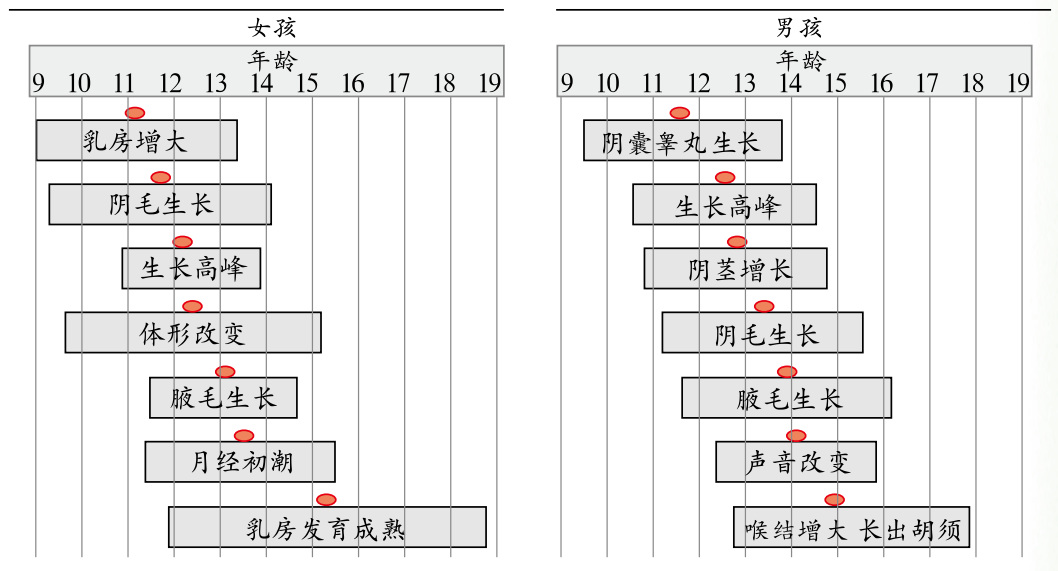 女孩
年龄
9 10 11 12 13 14 15 16 17 18 19
乳房增大
阴毛生长
生长高峰
体形改变
腋毛生长
月经初潮
乳房发育成熟
男孩
年龄
9 10 11 12 13 14 15 16 17 18 19
阴囊睾丸生长
生长高峰
阴茎增长
阴毛生长
腋毛生长
声音改变
喉结增大 长出胡须